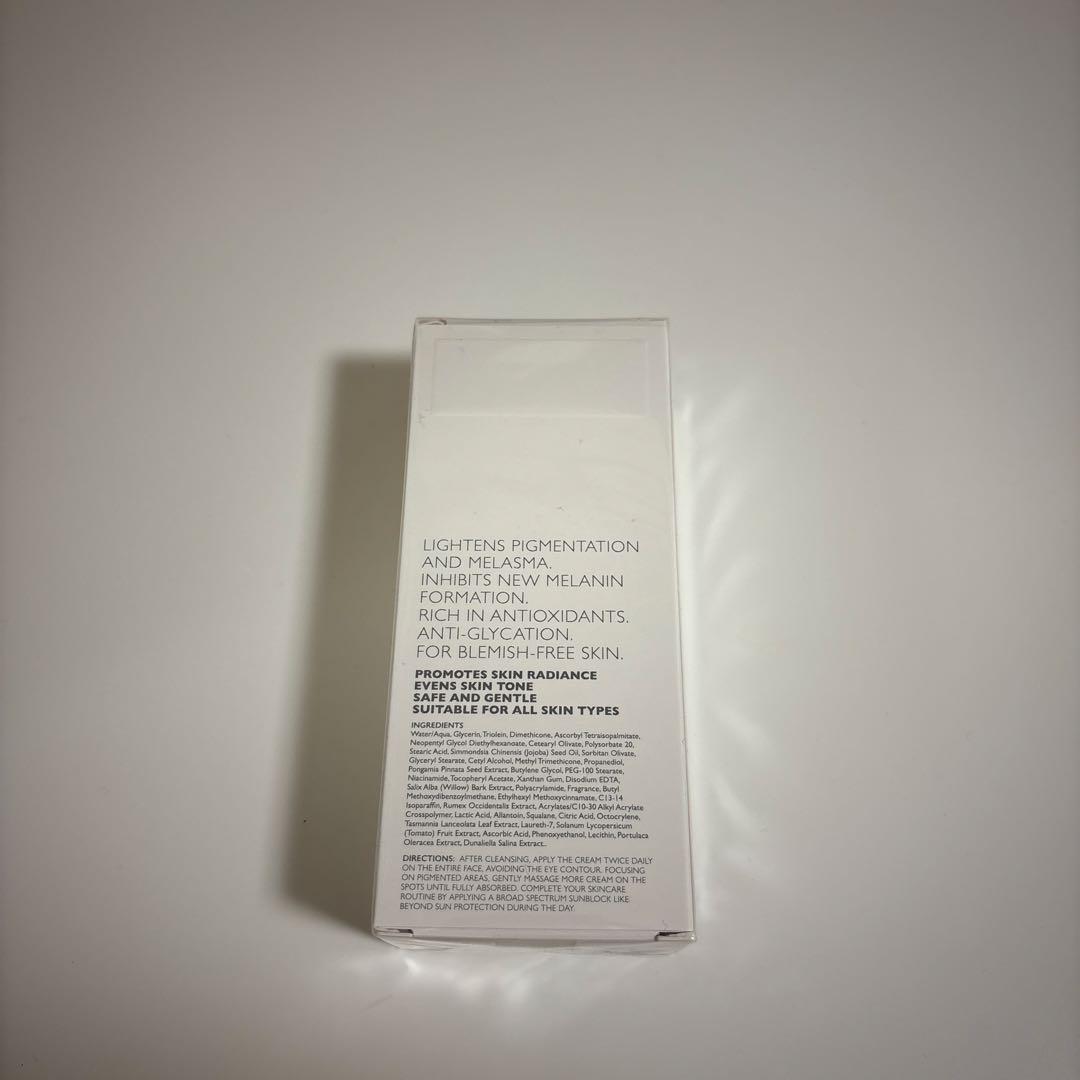 LIGHTENS PIGMENTATION
AND MELASMA.
INHIBITS NEW MELANIN
FORMATION.
RICH IN ANTIOXIDANTS.
ANTI-GLYCATION.
FOR BLEMISH-FREE SKIN.
PROMOTES SKIN RADIANCE
EVENS SKIN TONE
SAFE AND GENTLE
SUITABLE FOR ALL SKIN TYPES
INGREDIENTS
Water/Aqua, Glycerin, Triolein, Dimethicone, Ascorbyl Tetraisopalmitate,
Neopentyl Glycol Diethylhexanoate, Cetearyl Olivate, Polysorbate 20,
Stearic Acid, Simmondsia Chinensis (Jojoba) Seed Oil, Sorbitan Olivate,
Glyceryl Stearate, Cetyl Alcohol, Methyl Trimethicone, Propanediol,
Pongamia Pinnata Seed Extract, Butylene Glycol, PEG-100 Stearate,
Niacinamide, Tocopheryl Acetate, Xanthan Gum, Disodium EDTA,
Salix Alba (Willow) Bark Extract, Polyacrylamide, Fragrance, Butyl
Methoxydibenzoylmethane, Ethylhexyl Methoxycinnamate, C13-14
Isoparaffin, Rumex Occidentalis Extract, Acrylates/C10-30 Alkyl Acrylate
Crosspolymer, Lactic Acid, Allantoin, Squalane, Citric Acid, Octocrylene,
Tasmannia Lanceolata Leaf Extract, Laureth-7, Solanum Lycopersicum
(Tomato) Fruit Extract, Ascorbic Acid, Phenoxyethanol, Lecithin, Portulaca
Oleracea Extract, Dunaliella Salina Extract..
DIRECTIONS: AFTER CLEANSING, APPLY THE CREAM TWICE DAILY
ON THE ENTIRE FACE, AVOIDING THE EYE CONTOUR. FOCUSING
ON PIGMENTED AREAS, GENTLY MASSAGE MORE CREAM ON THE
SPOTS UNTIL FULLY ABSORBED. COMPLETE YOUR SKINCARE
ROUTINE BY APPLYING A BROAD SPECTRUM SUNBLOCK LIKE
BEYOND SUN PROTECTION DURING THE DAY.